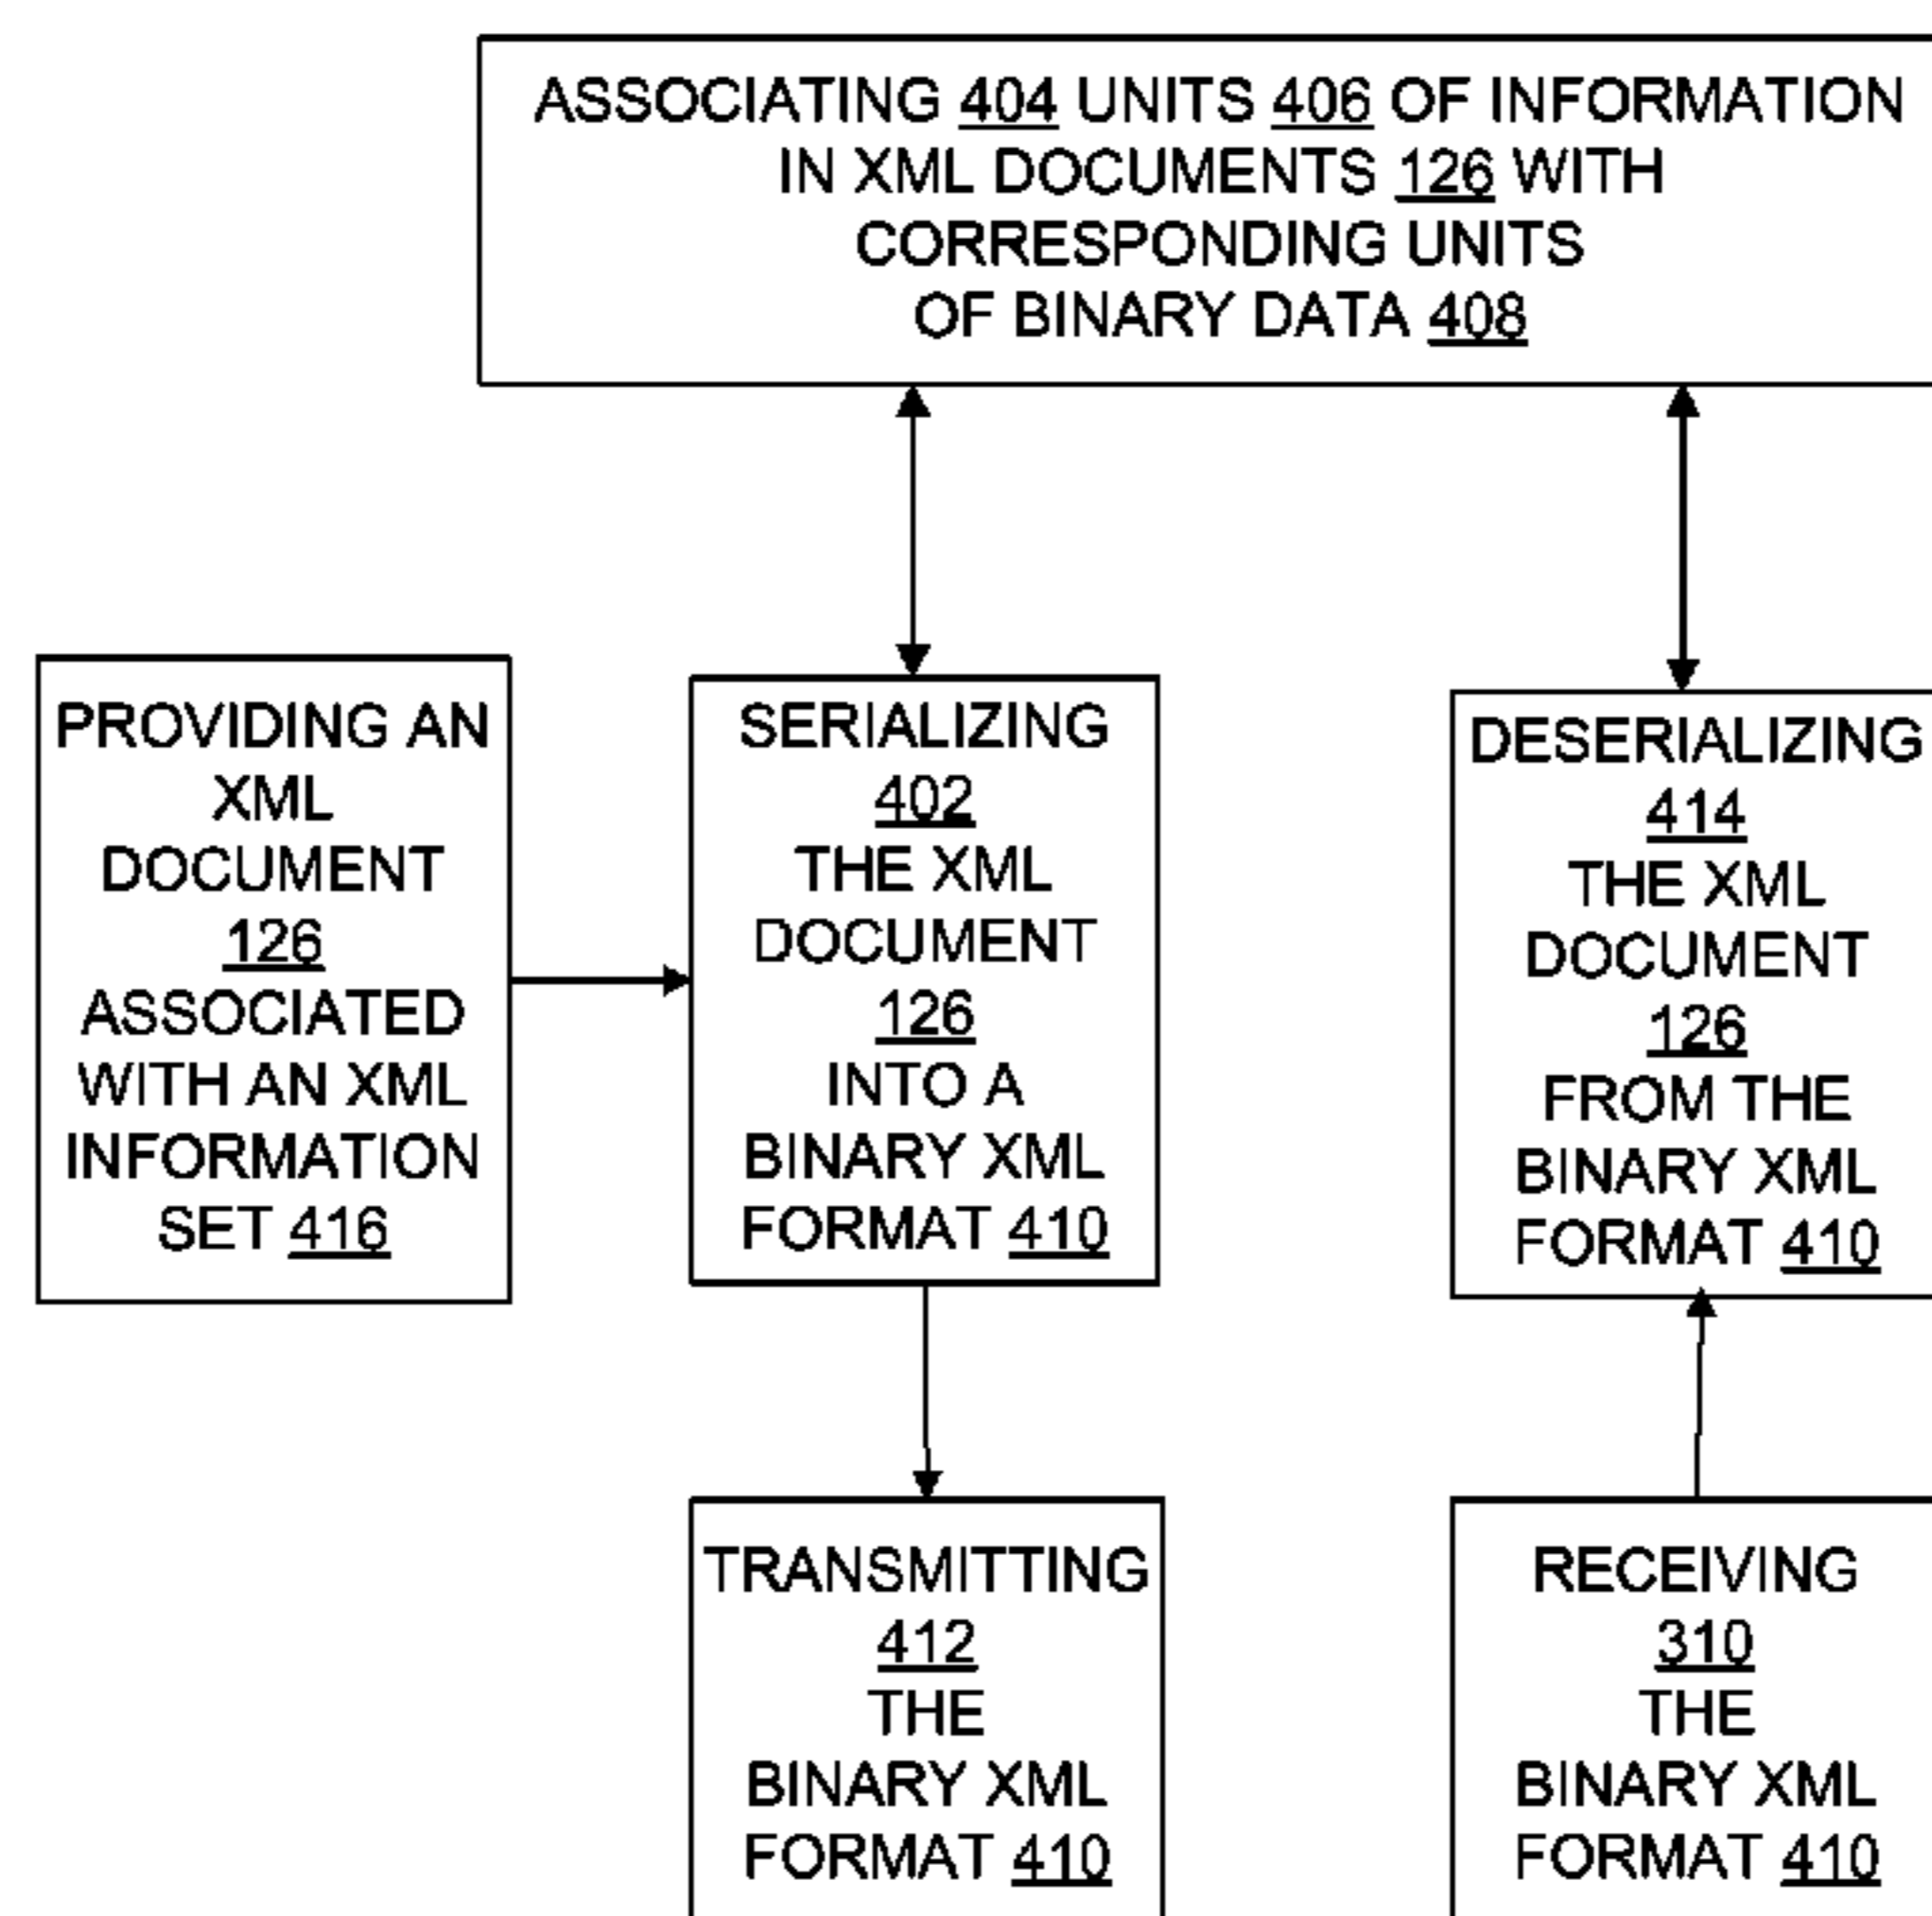 ASSOCIATING 404 UNITS 406 OF INFORMATION
IN XML DOCUMENTS 126 WITH
CORRESPONDING UNITS
OF BINARY DATA 408
PROVIDING AN
XML
DOCUMENT
126
ASSOCIATED
WITH AN XML
INFORMATION
SET 416
SERIALIZING
402
THE XML
DOCUMENT
126
INTO A
BINARY XML
FORMAT 410
DESERIALIZING
414
THE XML
DOCUMENT
126
FROM THE
BINARY XML
FORMAT 410
TRANSMITTING
412
THE
BINARY XML
FORMAT 410
RECEIVING
310
THE
BINARY XML
FORMAT 410